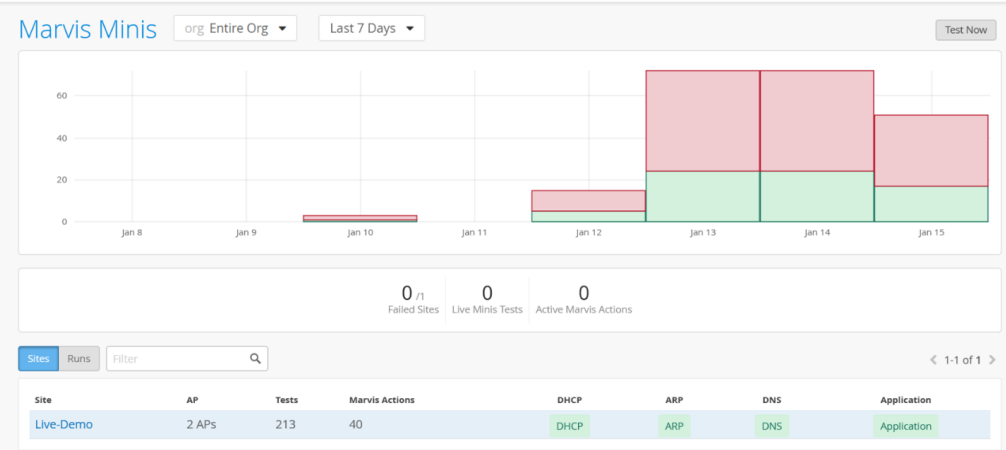 Marvis Minis org Entire Org Last 7 Days Test Now
60
40
20
0
Jan 8 Jan 9 Jan 10 Jan 11 Jan 12 Jan 13 Jan 14 Jan 15
0 /1 0 0
Failed Sites Live Minis Tests Active Marvis Actions
Sites Runs Filter < 1-1 of 1 >
Site AP Tests Marvis Actions DHCP ARP DNS Application
Live-Demo 2 APs 213 40 DHCP ARP DNS Application